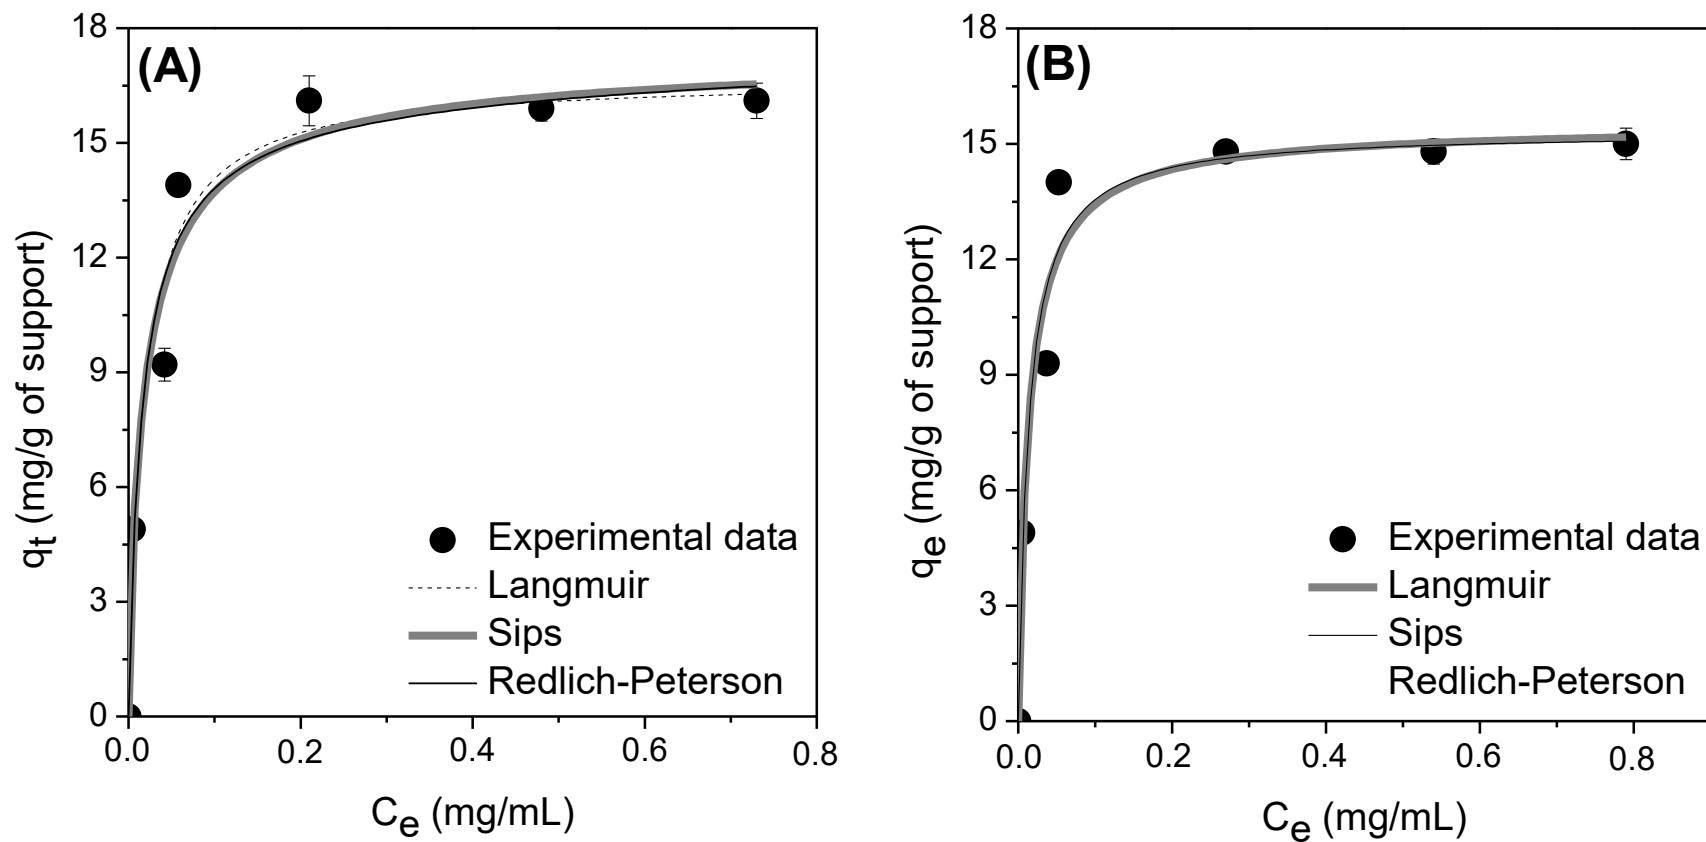 (A)
18
15
12
9
6
3
0
qt (mg/g of support)
Experimental data
Langmuir
Sips
Redlich-Peterson
0.0 0.2 0.4 0.6 0.8
Ce (mg/mL)
(B)
18
15
12
9
6
3
0
qe (mg/g of support)
Experimental data
Langmuir
Sips
Redlich-Peterson
0.0 0.2 0.4 0.6 0.8
Ce (mg/mL)